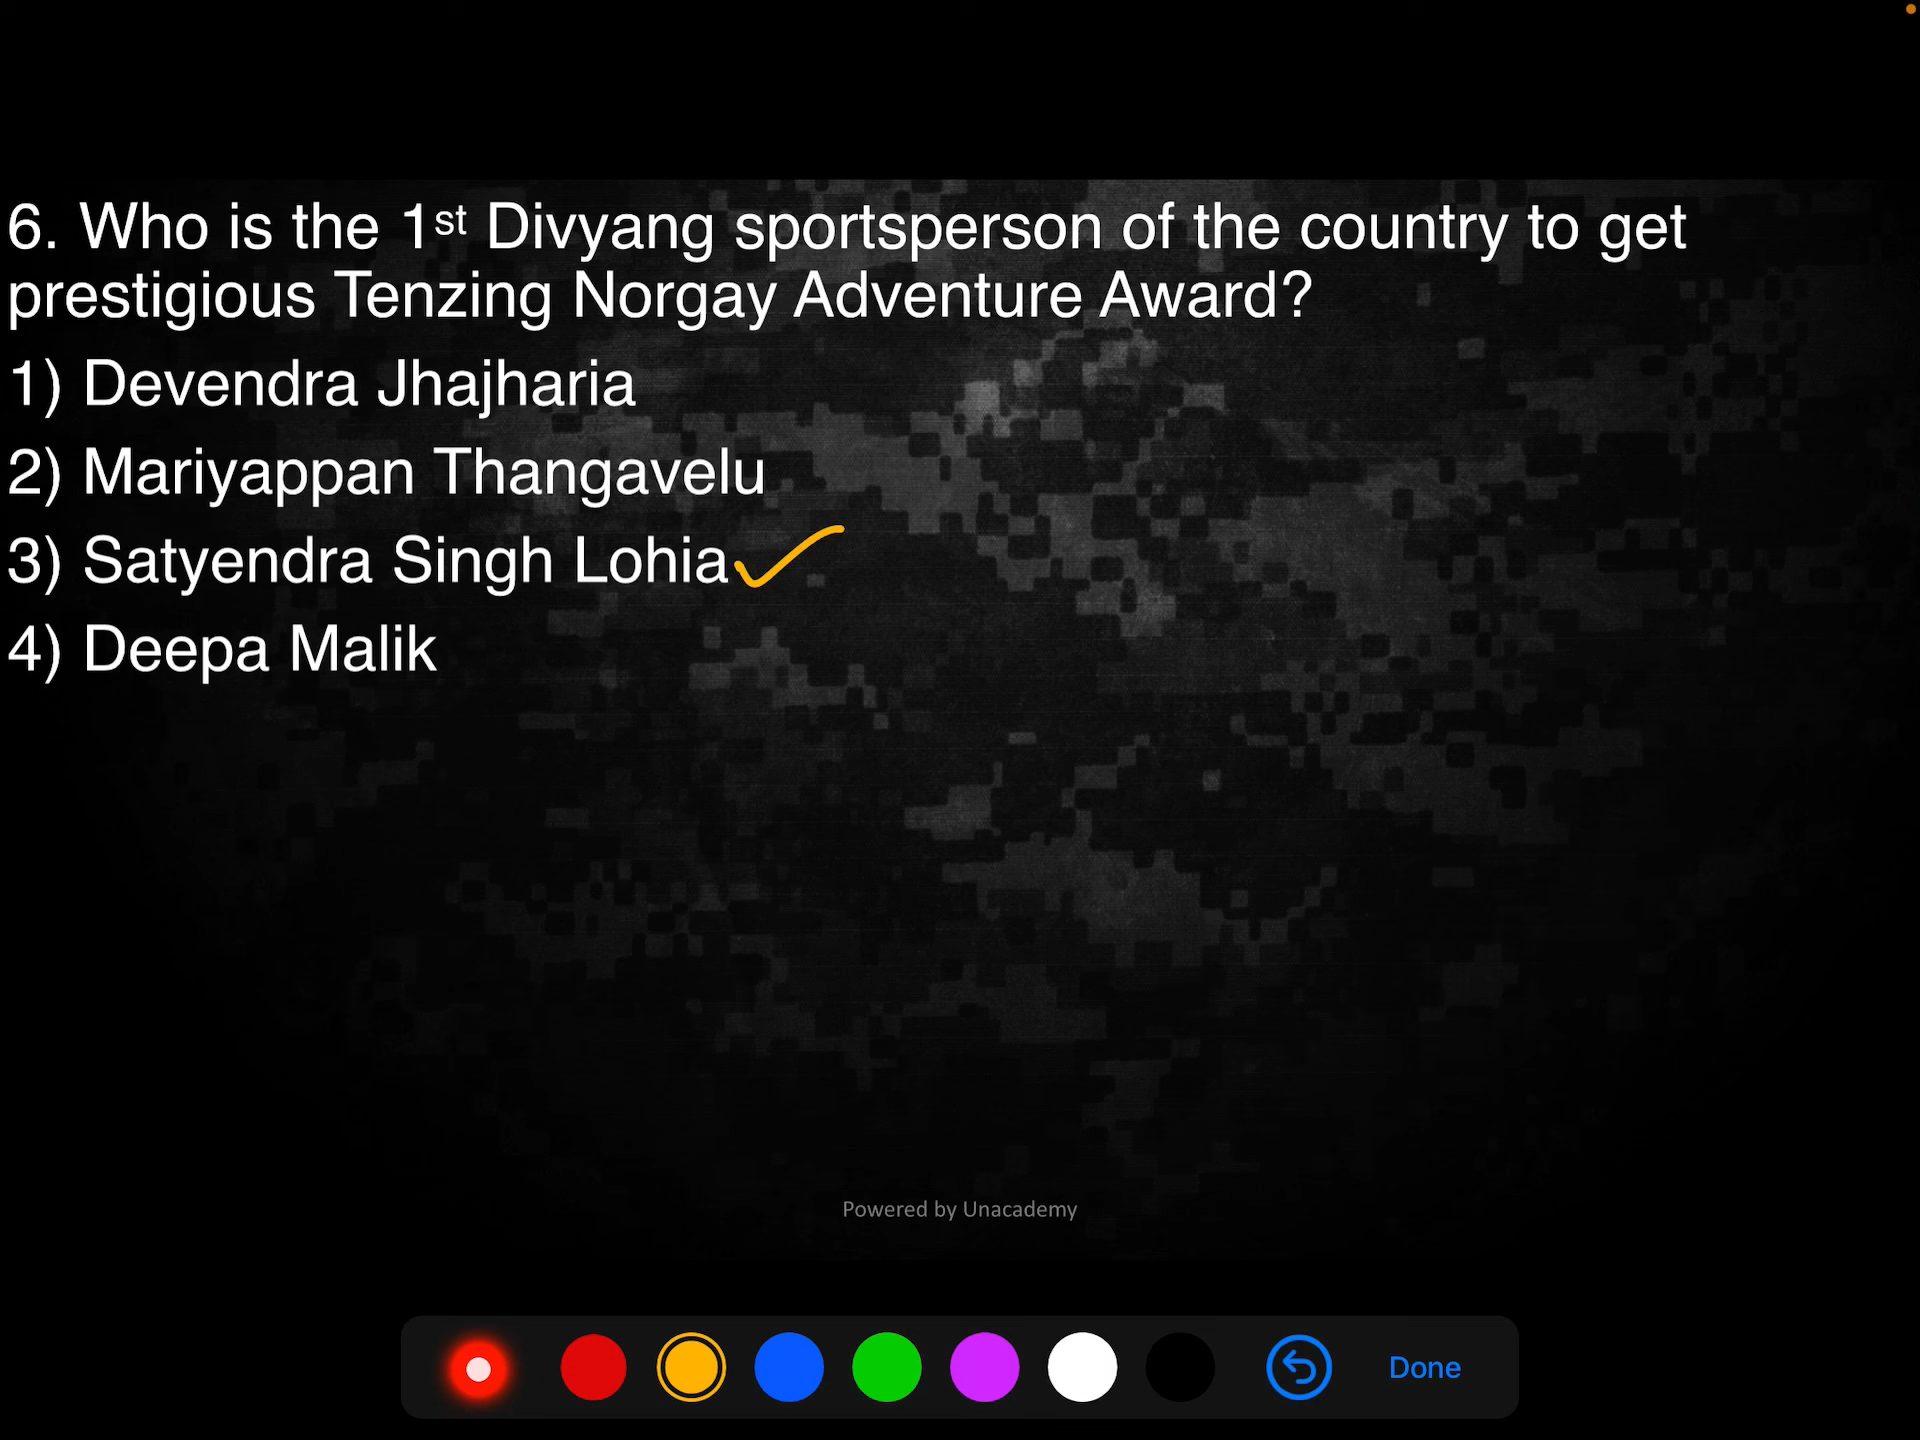 6. Who is the 1st Divyang sportsperson of the country to get
prestigious Tenzing Norgay Adventure Award?
1) Devendra Jhajharia
2) Mariyappan Thangavelu
3) Satyendra Singh Lohia
4) Deepa Malik
Powered by Unacademy
Done